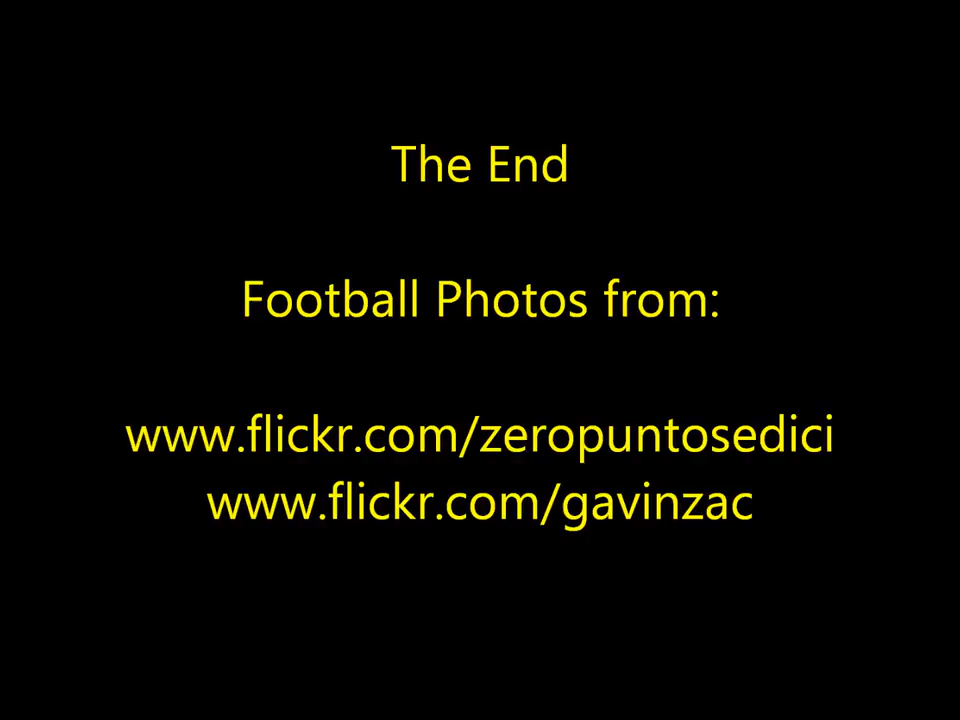 The End
Football Photos from:
www.flickr.com/zeropuntosedici
www.flickr.com/gavinzac